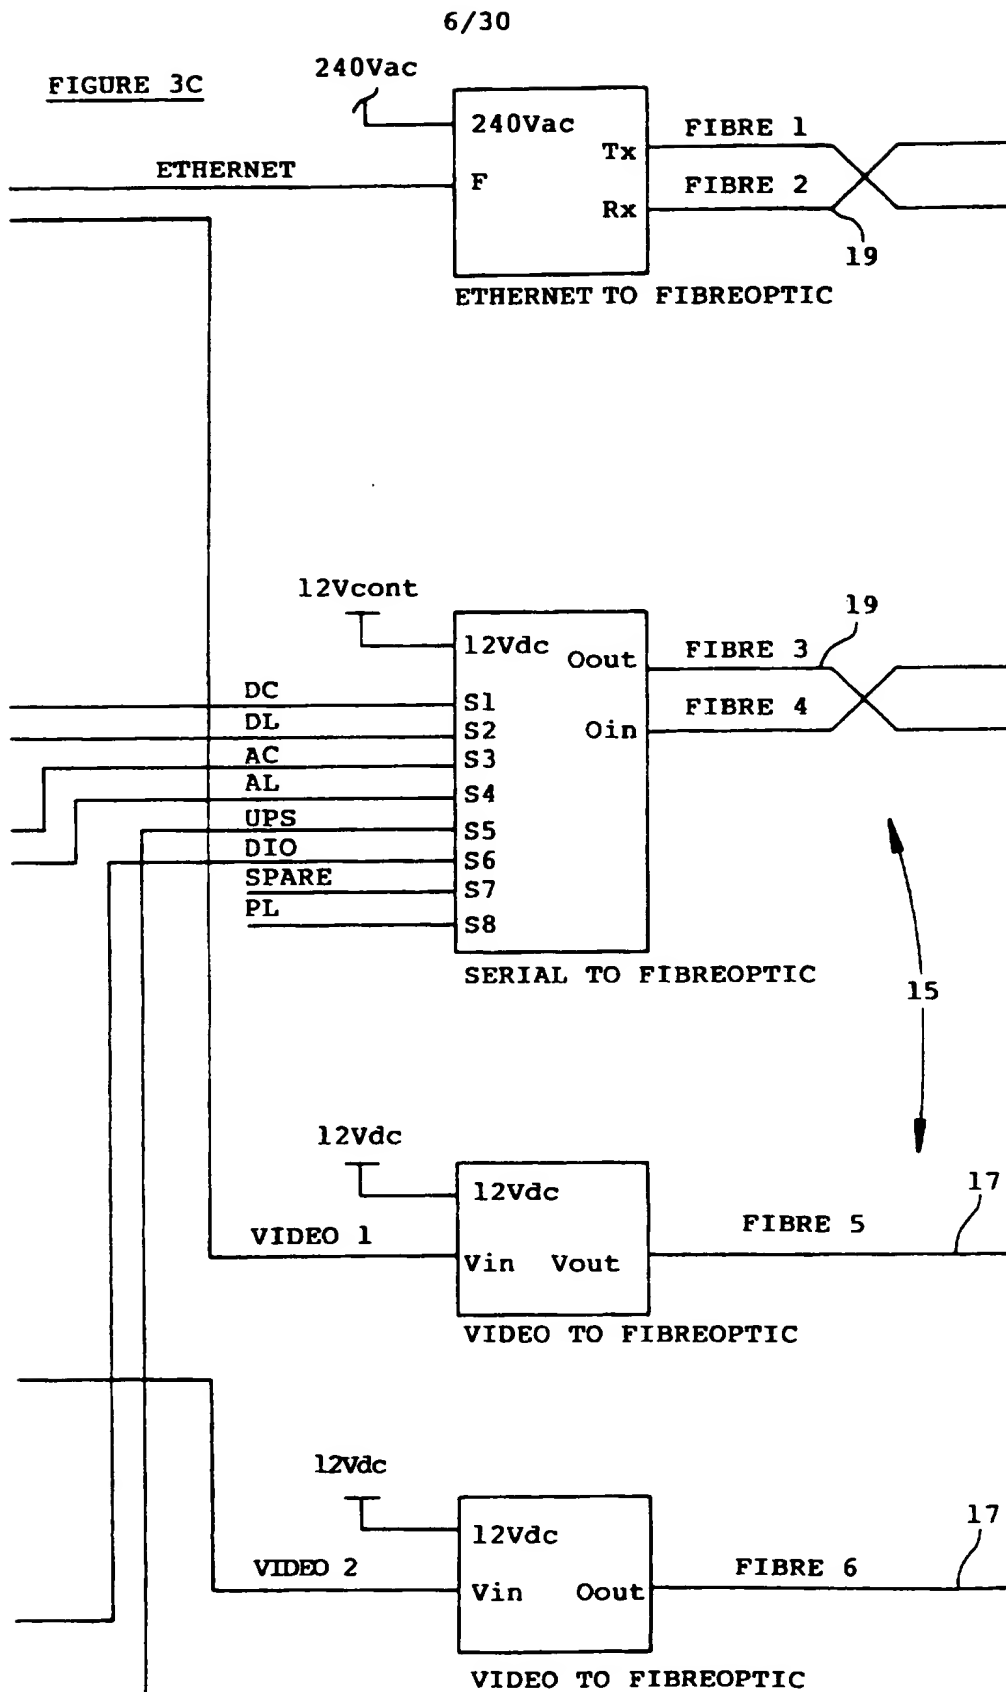 6/30
FIGURE 3C
240Vac
240Vac
Tx
FIBRE 1
ETHERNET
F
FIBRE 2
Rx
19
ETHERNET TO FIBREOPTIC
12Vcont
19
12Vdc
Oout
FIBRE 3
DC
S1
FIBRE 4
DL
S2
Oin
AC
S3
AL
S4
UPS
S5
DIO
S6
SPARE
S7
PL
S8
SERIAL TO FIBREOPTIC
15
12Vdc
12Vdc
17
FIBRE 5
VIDEO 1
Vin
Vout
VIDEO TO FIBREOPTIC
12Vdc
12Vdc
17
VIDEO 2
FIBRE 6
Vin
Oout
VIDEO TO FIBREOPTIC